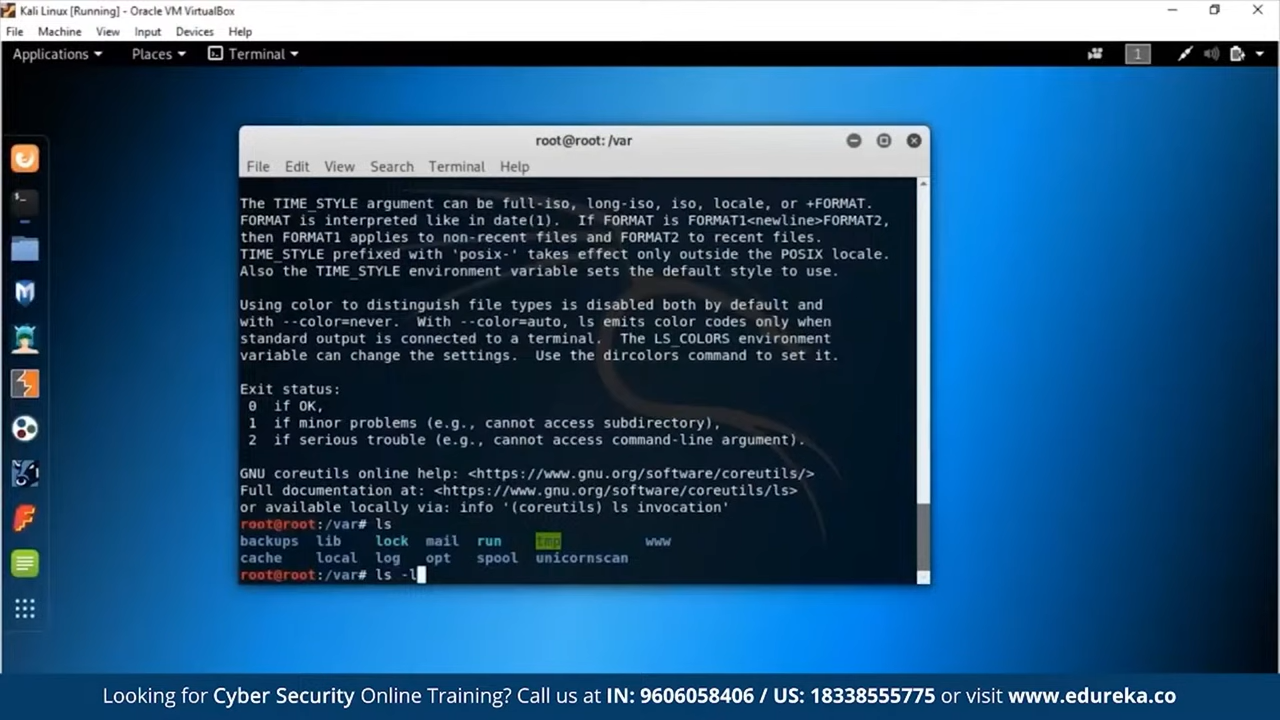 Kali Linux [Running] - Oracle VM VirtualBox
File Machine View Input Devices Help
Applications Places Terminal 1
root@root: /var
File Edit View Search Terminal Help
The TIME_STYLE argument can be full-iso, long-iso, iso, locale, or +FORMAT.
FORMAT is interpreted like in date(1).  If FORMAT is FORMAT1<newline>FORMAT2,
then FORMAT1 applies to non-recent files and FORMAT2 to recent files.
TIME_STYLE prefixed with 'posix-' takes effect only outside the POSIX locale.
Also the TIME_STYLE environment variable sets the default style to use.
Using color to distinguish file types is disabled both by default and
with --color=never.  With --color=auto, ls emits color codes only when
standard output is connected to a terminal.  The LS_COLORS environment
variable can change the settings.  Use the dircolors command to set it.
Exit status:
0  if OK,
1  if minor problems (e.g., cannot access subdirectory),
2  if serious trouble (e.g., cannot access command-line argument).
GNU coreutils online help: <https://www.gnu.org/software/coreutils/>
Full documentation at: <https://www.gnu.org/software/coreutils/ls>
or available locally via: info '(coreutils) ls invocation'
root@root:/var# ls
backups lib lock mail run tmp www
cache local log opt spool unicornscan
root@root:/var# ls -l
Looking for Cyber Security Online Training? Call us at IN: 9606058406 / US: 18338555775 or visit www.edureka.co